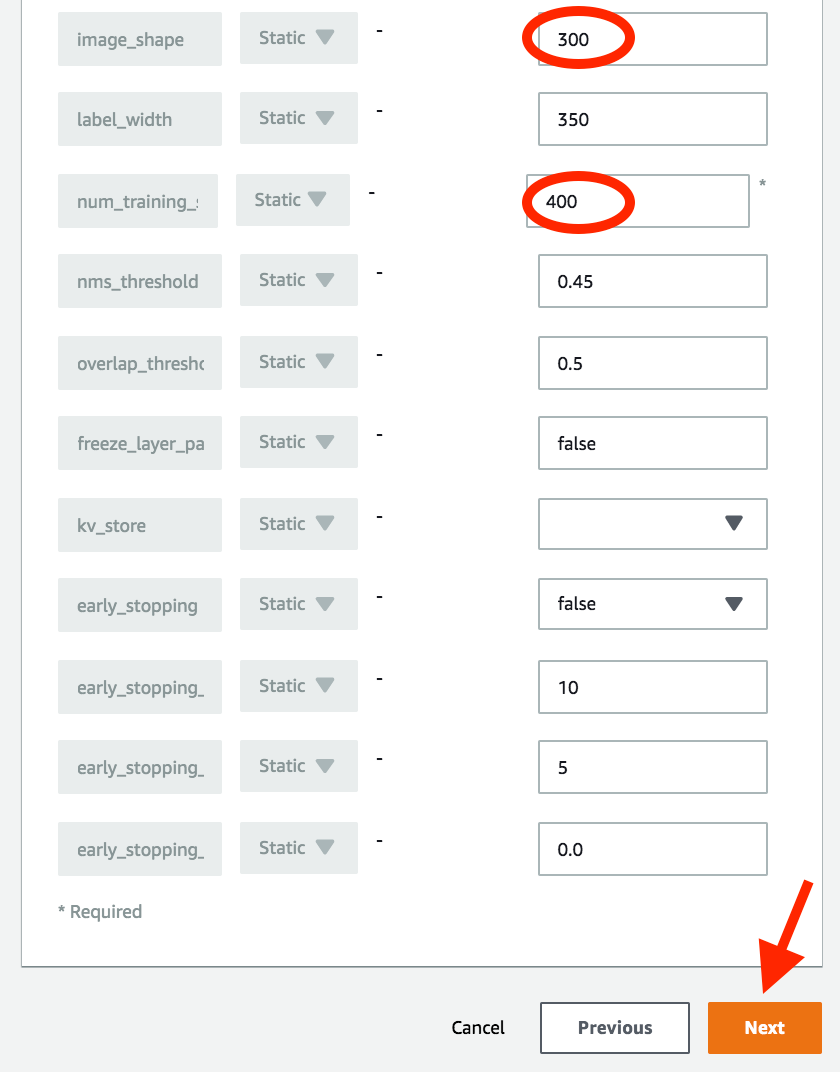 image_shape Static - 300
label_width Static - 350
num_training_ Static - 400 *
nms_threshold Static - 0.45
overlap_thresho Static - 0.5
freeze_layer_pa Static - false
kv_store Static -
early_stopping Static - false
early_stopping_ Static - 10
early_stopping_ Static - 5
early_stopping_ Static - 0.0
* Required
Cancel Previous Next